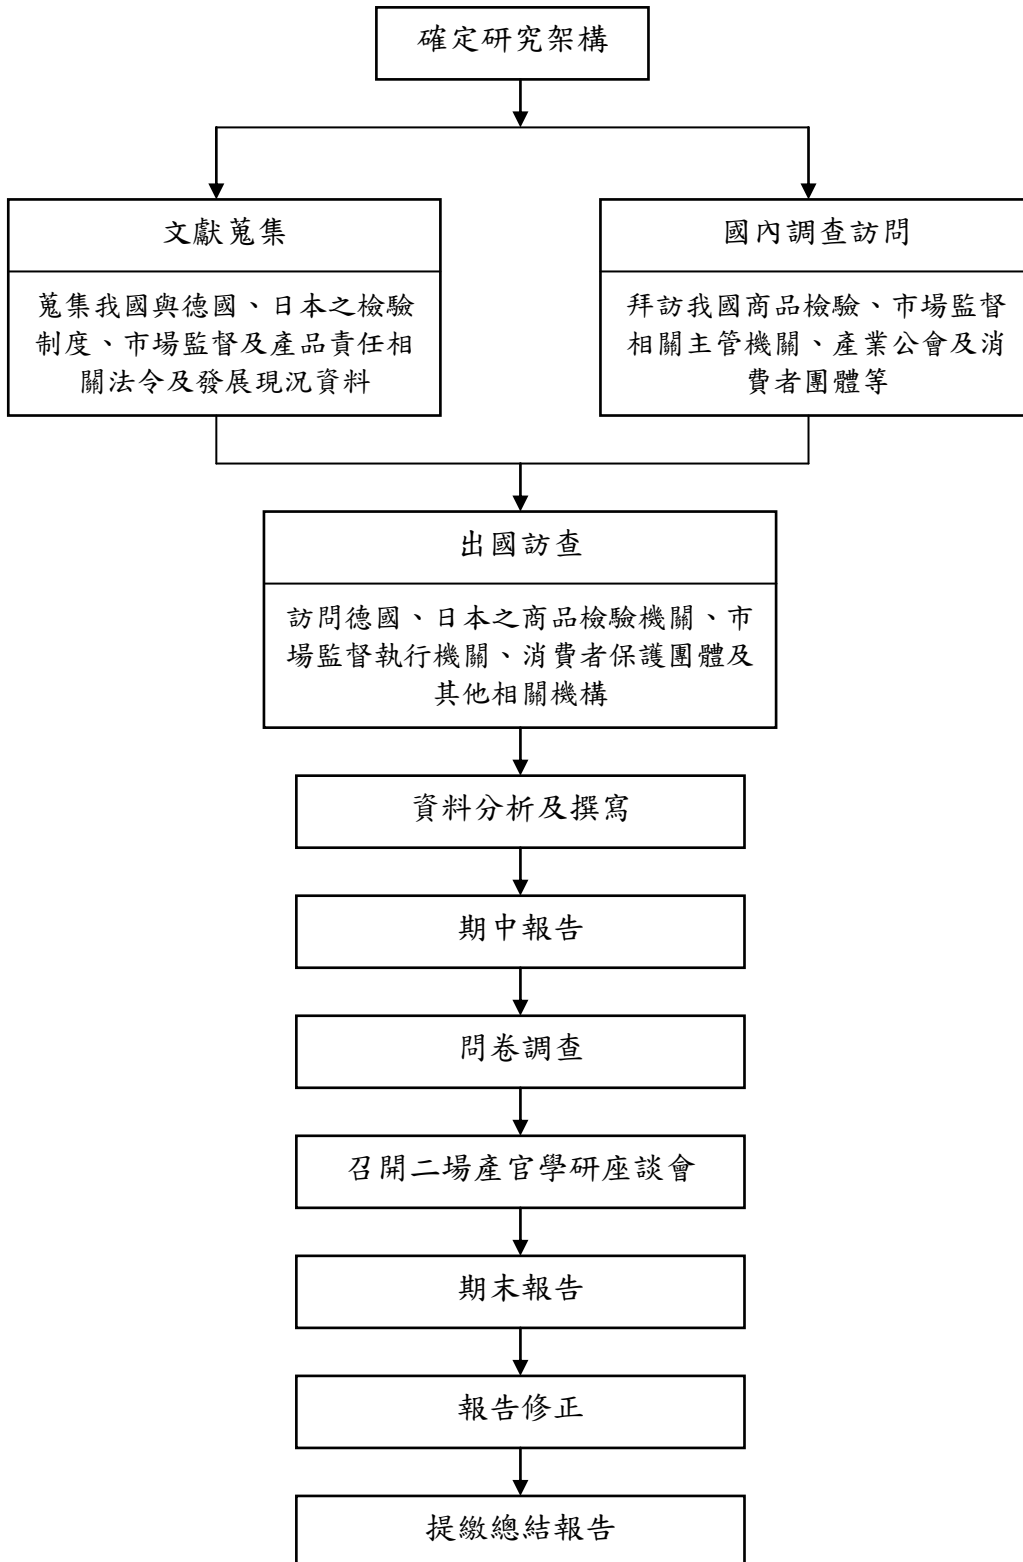 確定研究架構
文獻蒐集
蒐集我國與德國、日本之檢驗
制度、市場監督及產品責任相
關法令及發展現況資料
國內調查訪問
拜訪我國商品檢驗、市場監督
相關主管機關、產業公會及消
費者團體等
出國訪查
訪問德國、日本之商品檢驗機關、市
場監督執行機關、消費者保護團體及
其他相關機構
資料分析及撰寫
期中報告
問卷調查
召開二場產官學研座談會
期末報告
報告修正
提繳總結報告